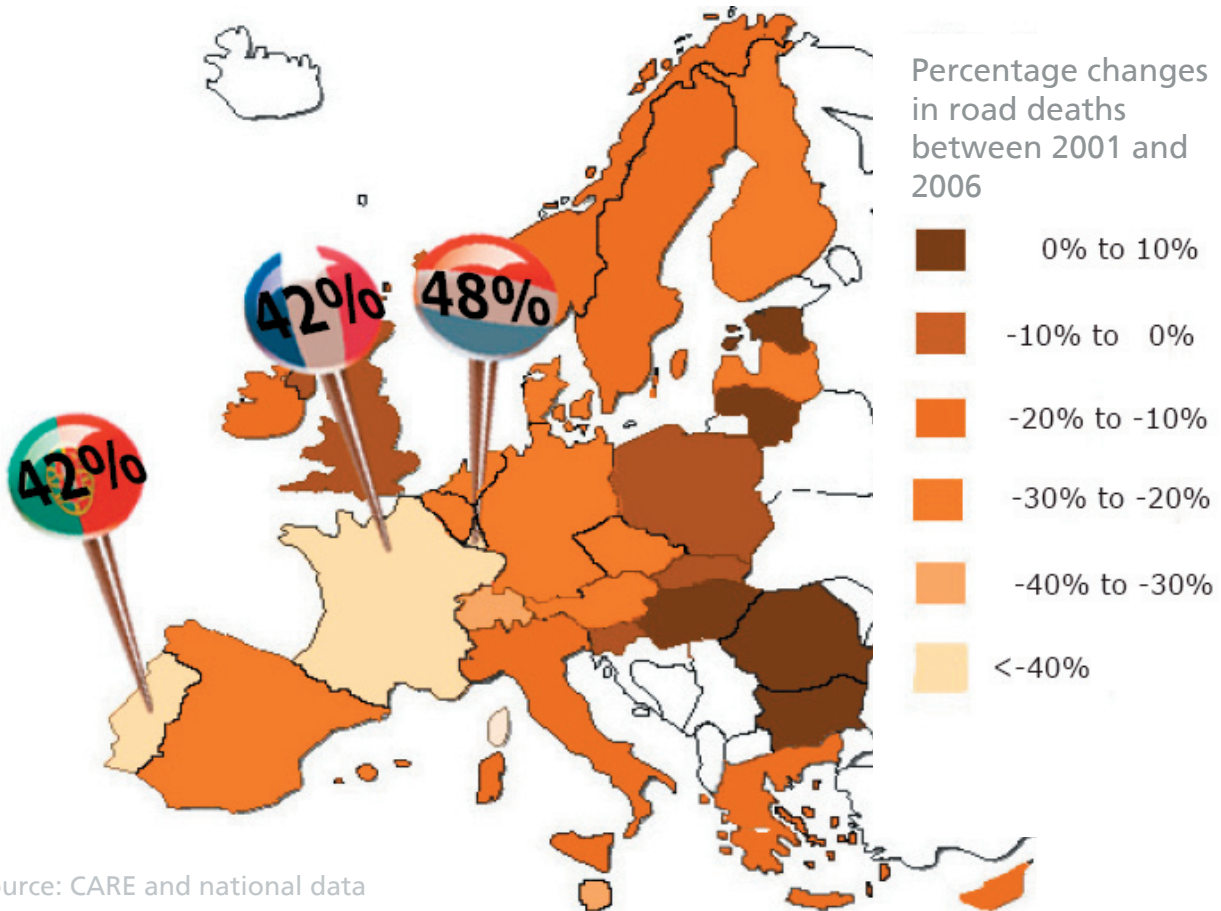 Percentage changes
in road deaths
between 2001 and
2006
0% to 10%
-10% to 0%
-20% to -10%
-30% to -20%
-40% to -30%
<-40%
42%
48%
42%
urce: CARE and national data